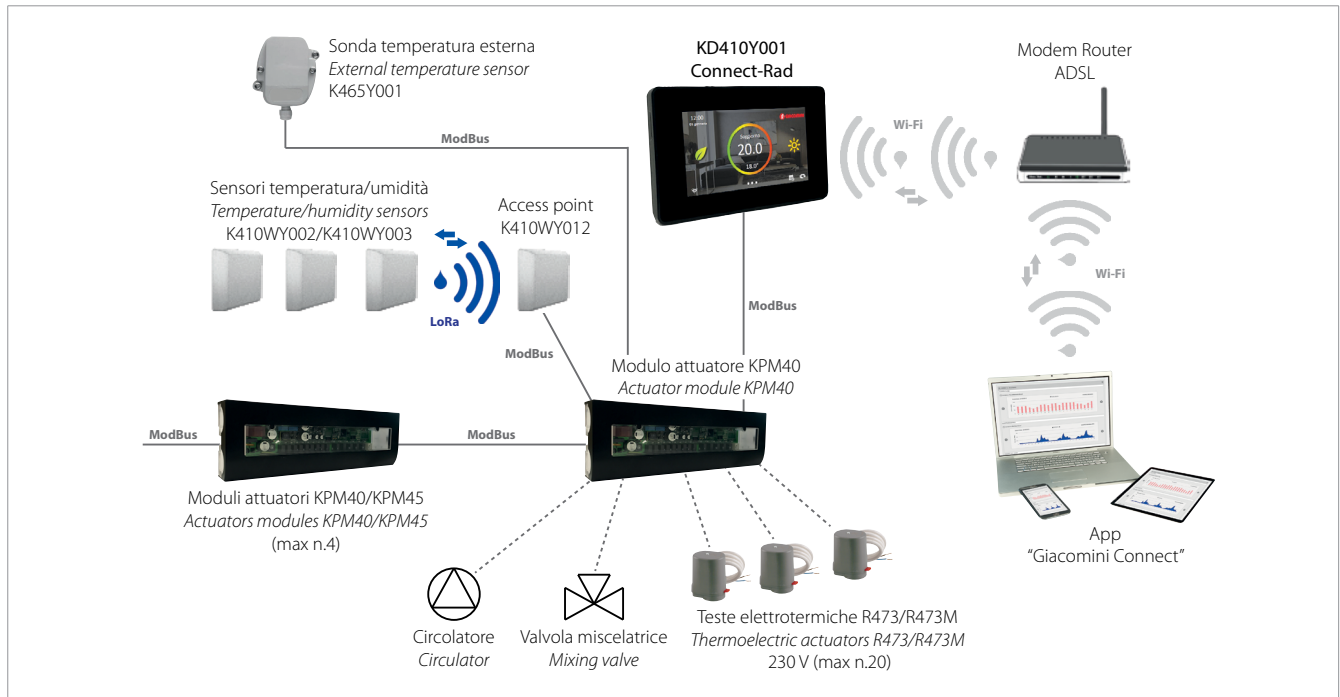 Sonda temperatura esterna
External temperature sensor
K465Y001
KD410Y001
Connect-Rad
Modem Router
ADSL
ModBus
Wi-Fi
20.0
18.0°
Sensori temperatura/umidità
Temperature/humidity sensors
K410WY002/K410WY003
Access point
K410WY012
LoRa
ModBus
ModBus
Wi-Fi
Modulo attuatore KPM40
Actuator module KPM40
ModBus
ModBus
Moduli attuatori KPM40/KPM45
Actuators modules KPM40/KPM45
(max n.4)
App
“Giacomini Connect”
Circolatore
Circulator
Valvola miscelatrice
Mixing valve
Teste elettrotermiche R473/R473M
Thermoelectric actuators R473/R473M
230 V (max n.20)